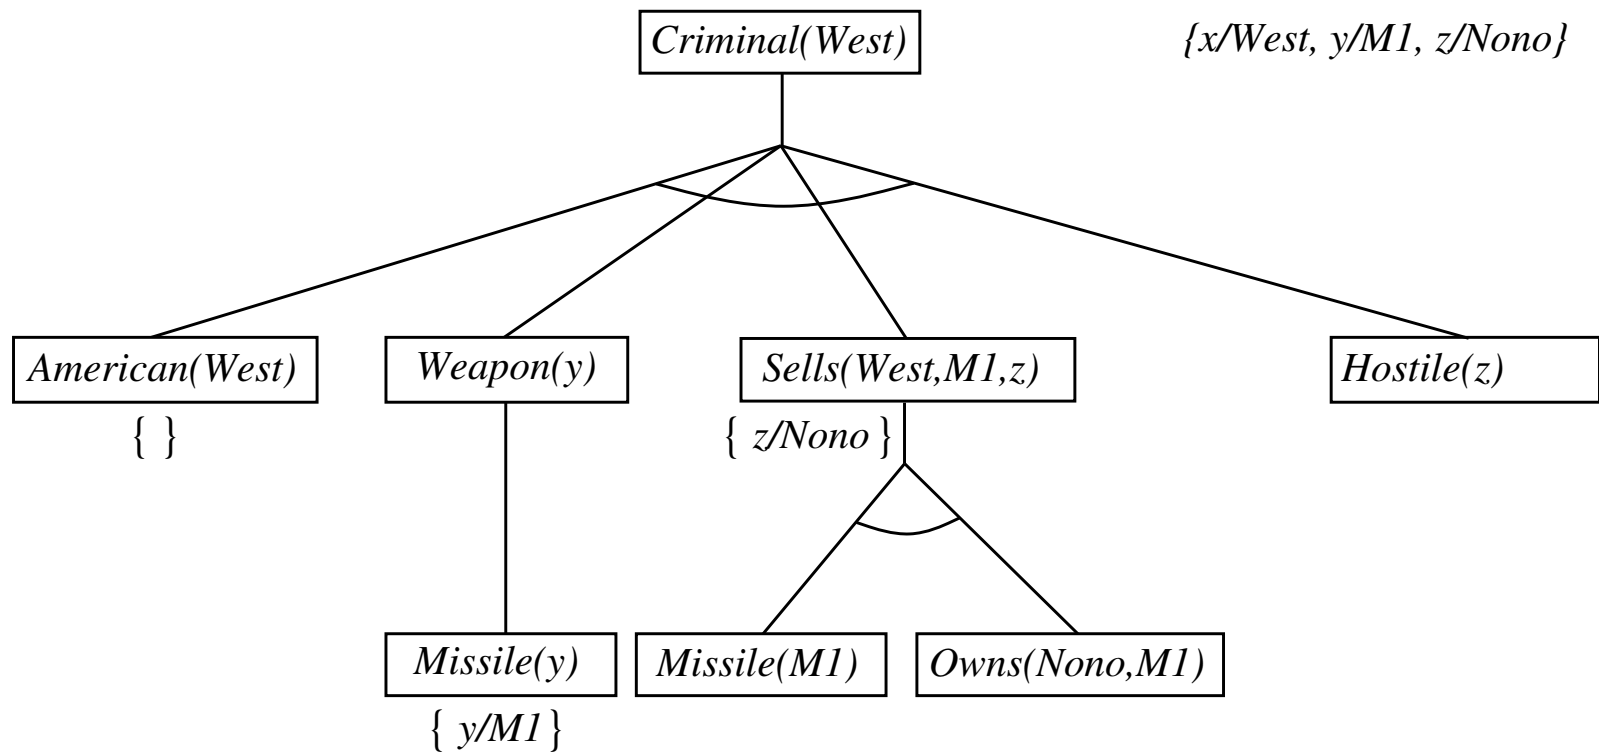 Criminal(West)
{x/West, y/M1, z/Nono}
American(West)
Weapon(y)
Sells(West,M1,z)
Hostile(z)
{ }
{ z/Nono }
Missile(y)
Missile(M1)
Owns(Nono,M1)
{ y/M1 }